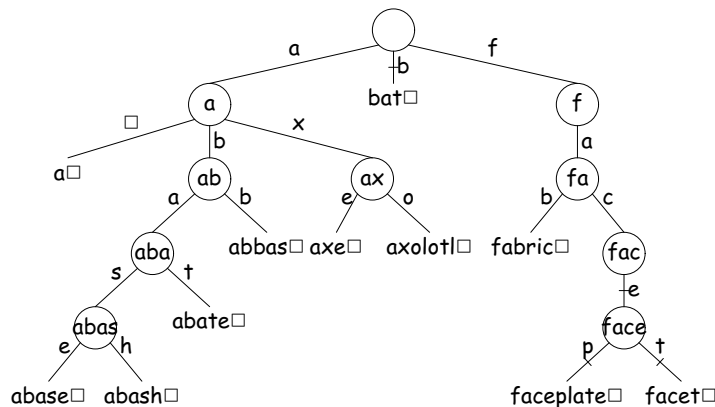 a b f
a f
□ b x a
bat□
a□ ab ax fa
a b e o b c
abbas□ axe□ axolotl□ fabric□
aba fac
s t e
abate□
abas face
e h p t
abase□ abash□ faceplate□ facet□